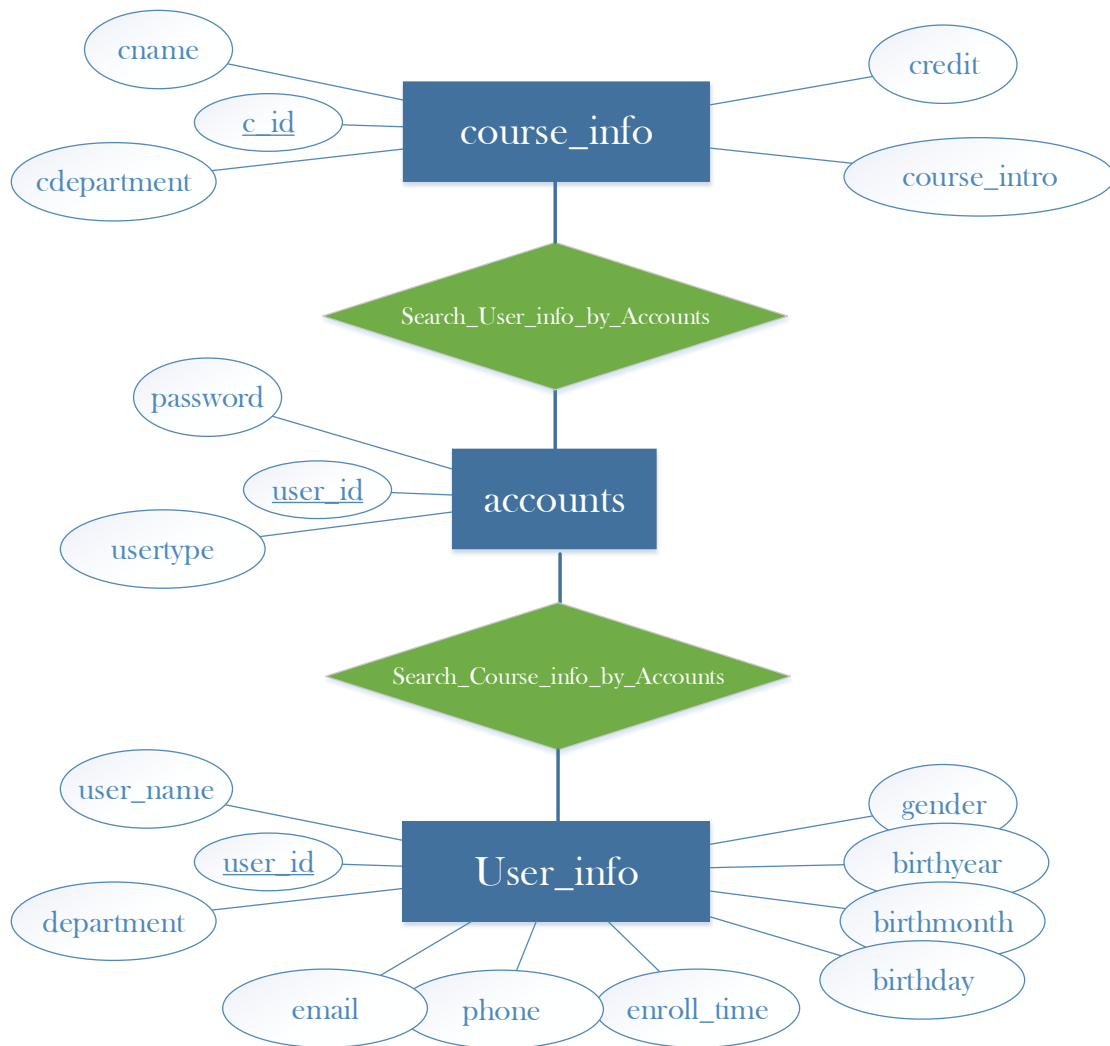 cname
credit
course_info
c_id
cdepartment
course_intro
Search_User_info_by_Accounts
password
user_id
accounts
usertype
Search_Course_info_by_Accounts
user_name
gender
user_id
User_info
birthyear
department
birthmonth
birthday
email
phone
enroll_time